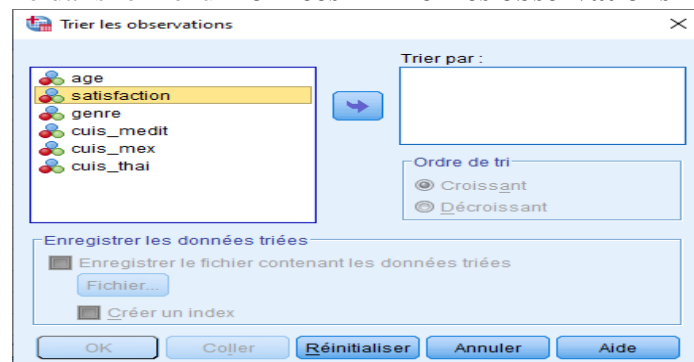 Trier les observations
Trier par :
age
satisfaction
genre
cuis_medit
cuis_mex
cuis_thai
Ordre de tri
Croissant
Décroissant
Enregistrer les données triées
Enregistrer le fichier contenant les données triées
Fichier...
Créer un index
OK Coller Réinitialiser Annuler Aide